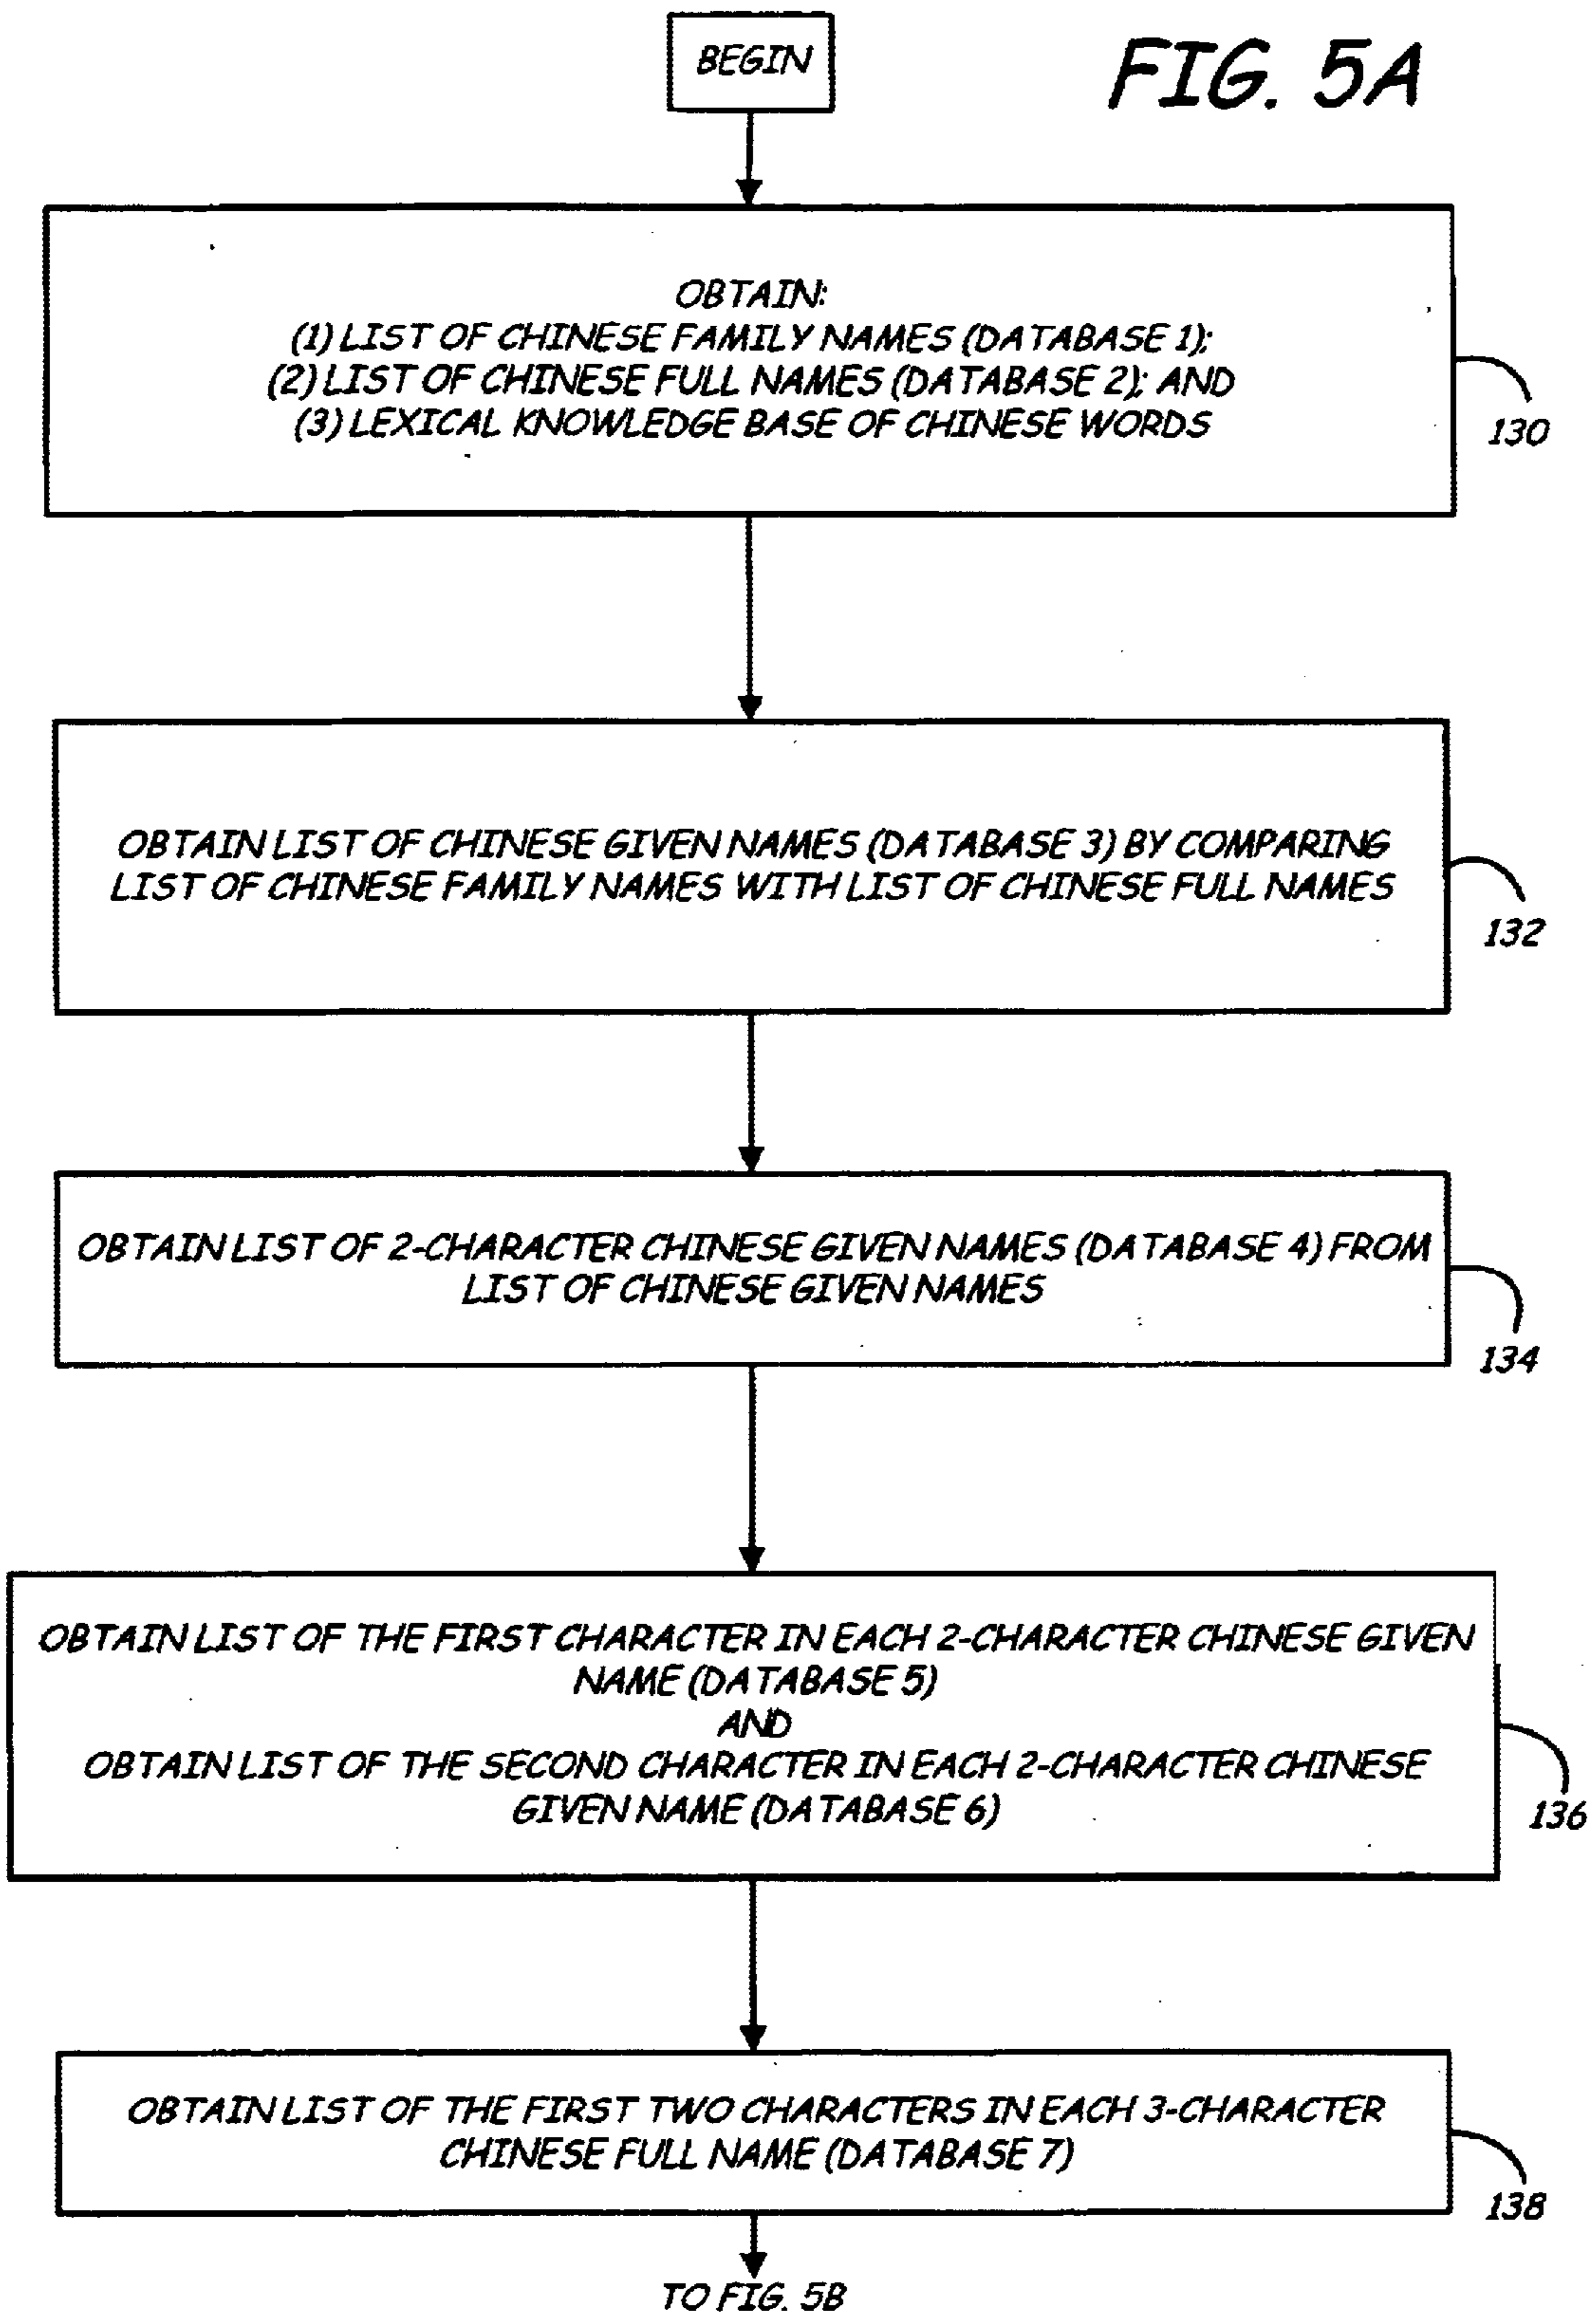 BEGIN
FIG. 5A
OBTAIN:
(1) LIST OF CHINESE FAMILY NAMES (DATABASE 1);
(2) LIST OF CHINESE FULL NAMES (DATABASE 2); AND
(3) LEXICAL KNOWLEDGE BASE OF CHINESE WORDS
130
OBTAIN LIST OF CHINESE GIVEN NAMES (DATABASE 3) BY COMPARING
LIST OF CHINESE FAMILY NAMES WITH LIST OF CHINESE FULL NAMES
132
OBTAIN LIST OF 2-CHARACTER CHINESE GIVEN NAMES (DATABASE 4) FROM
LIST OF CHINESE GIVEN NAMES
134
OBTAIN LIST OF THE FIRST CHARACTER IN EACH 2-CHARACTER CHINESE GIVEN
NAME (DATABASE 5)
AND
OBTAIN LIST OF THE SECOND CHARACTER IN EACH 2-CHARACTER CHINESE
GIVEN NAME (DATABASE 6)
136
OBTAIN LIST OF THE FIRST TWO CHARACTERS IN EACH 3-CHARACTER
CHINESE FULL NAME (DATABASE 7)
138
TO FIG. 5B